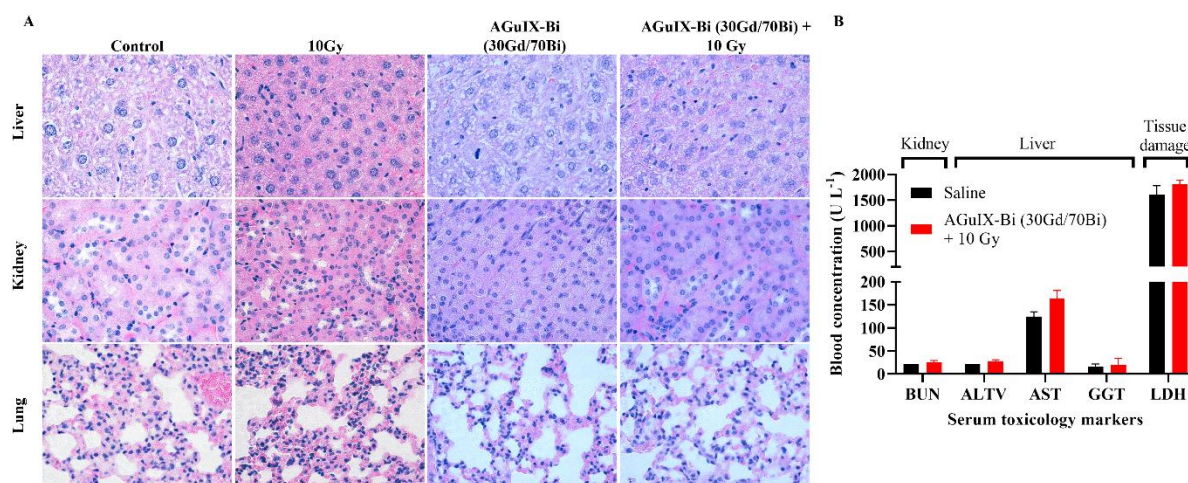 A
Control
10Gy
AGuIX-Bi
(30Gd/70Bi)
AGuIX-Bi (30Gd/70Bi) +
10 Gy
Liver
Kidney
Lung
B
Kidney
Liver
Tissue
damage
2000
1500
1000
500
200
150
100
50
0
Blood concentration (U L⁻¹)
Saline
AGuIX-Bi (30Gd/70Bi)
+ 10 Gy
BUN
ALTV
AST
GGT
LDH
Serum toxicology markers